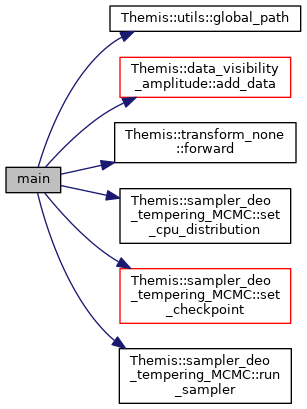 Themis::utils::global_path
Themis::data_visibility
_amplitude::add_data
Themis::transform_none
::forward
main
Themis::sampler_deo
_tempering_MCMC::set
_cpu_distribution
Themis::sampler_deo
_tempering_MCMC::set
_checkpoint
Themis::sampler_deo
_tempering_MCMC::run
_sampler